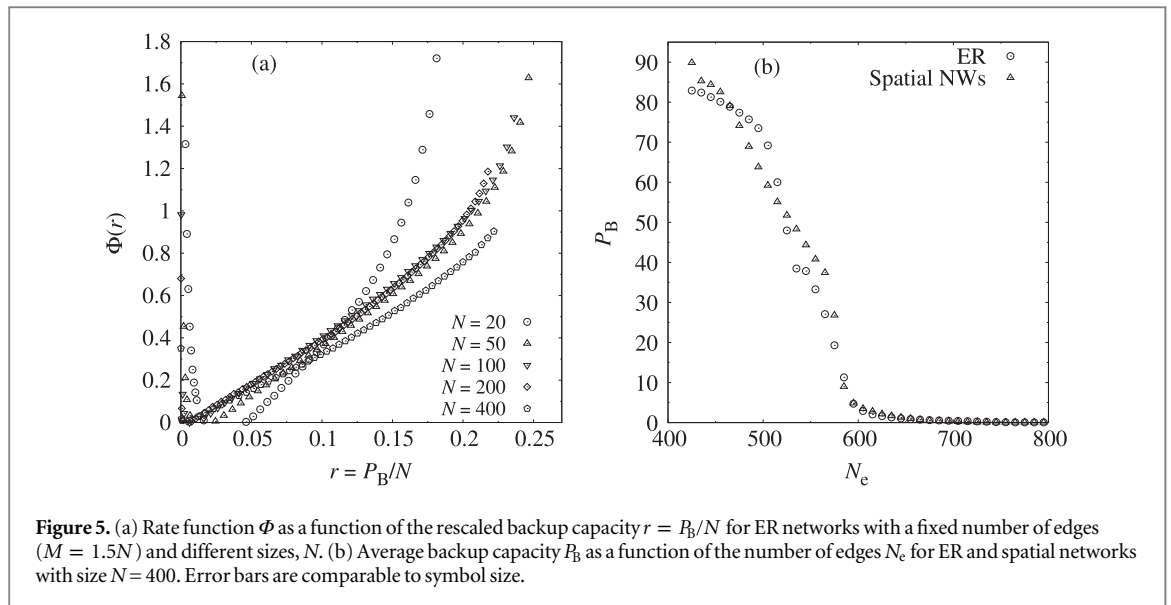 (a)
1.8
1.6
1.4
1.2
1
0.8
0.6
0.4
0.2
0
Φ(r)
N = 20
N = 50
N = 100
N = 200
N = 400
0 0.05 0.1 0.15 0.2 0.25
r = P_B/N
(b)
ER
Spatial NWs
90
80
70
60
50
40
30
20
10
0
P_B
400 500 600 700 800
N_e
Figure 5. (a) Rate function Φ as a function of the rescaled backup capacity r = P_B/N for ER networks with a fixed number of edges
(M = 1.5N) and different sizes, N. (b) Average backup capacity P_B as a function of the number of edges N_e for ER and spatial networks
with size N = 400. Error bars are comparable to symbol size.